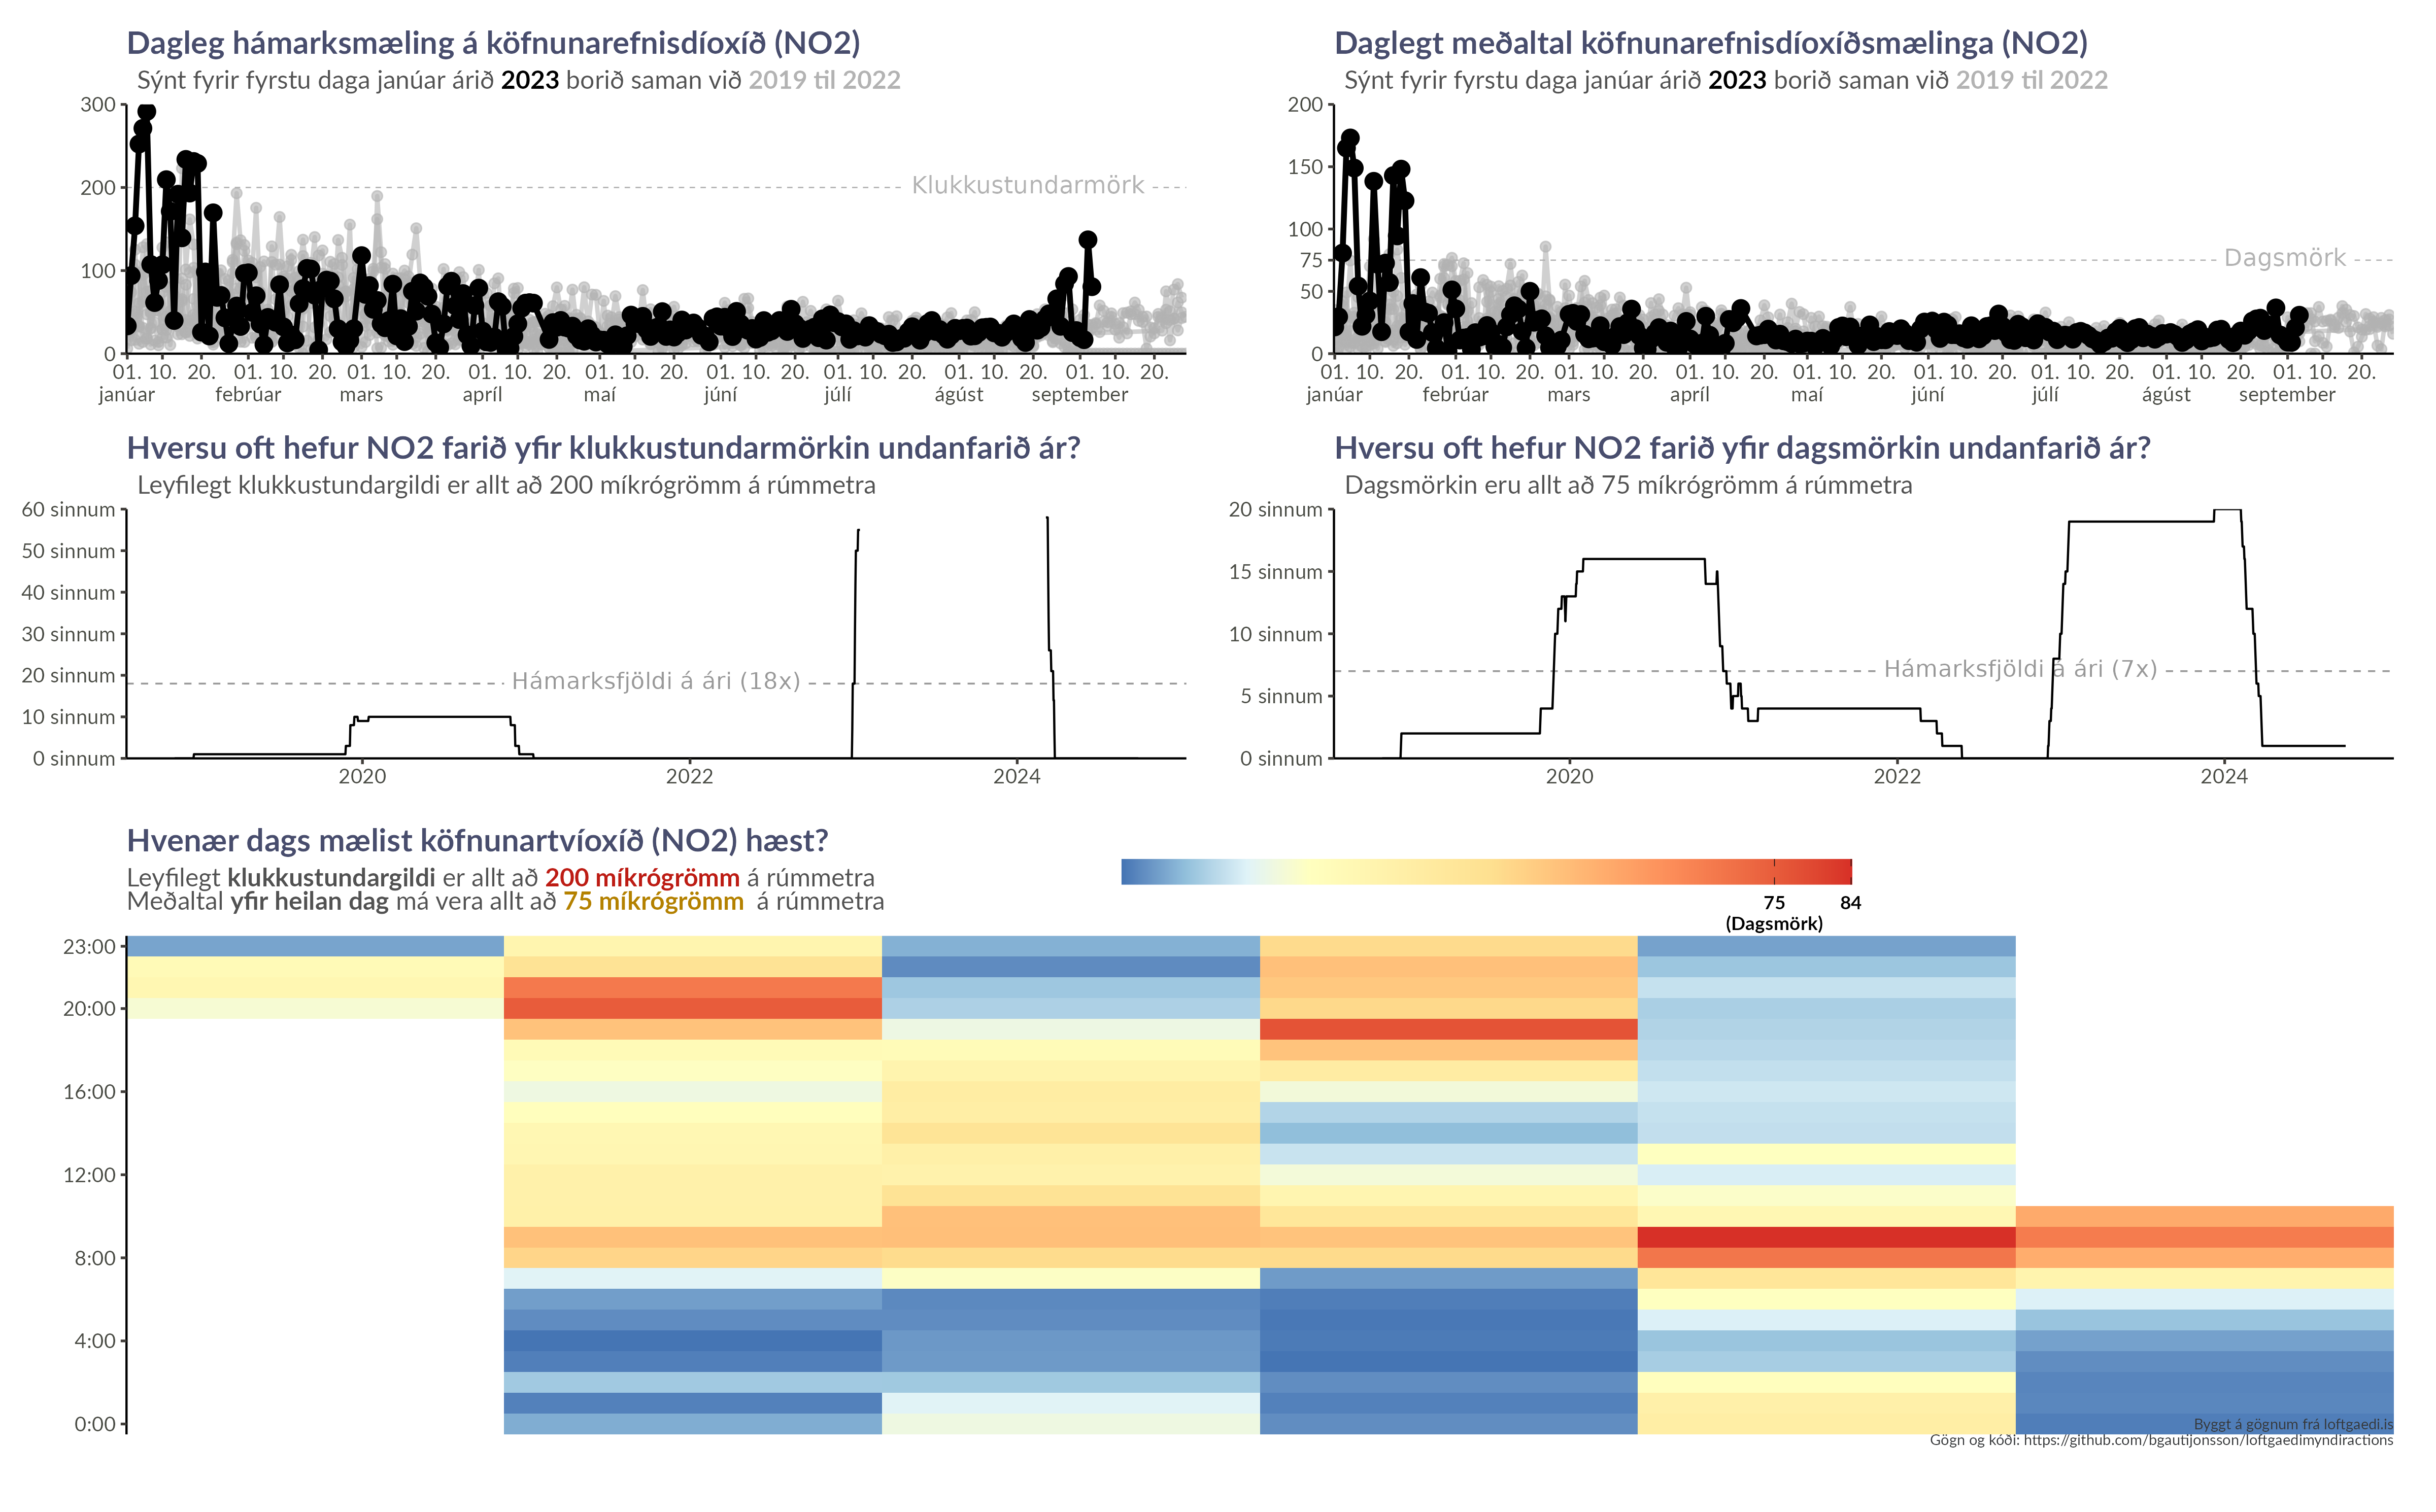 Dagleg hámarksmæling á köfnunarefnisdíoxíð (NO2)
Sýnt fyrir fyrstu daga janúar árið 2023 borið saman við 2019 til 2022
300
200
100
0
Klukkustundarmörk
01. 10. 20. 01. 10. 20. 01. 10. 20. 01. 10. 20. 01. 10. 20. 01. 10. 20. 01. 10. 20. 01. 10. 20. 01. 10. 20.
janúar febrúar mars apríl maí júní júlí ágúst september
Daglegt meðaltal köfnunarefnisdíoxíðsmælinga (NO2)
Sýnt fyrir fyrstu daga janúar árið 2023 borið saman við 2019 til 2022
200
150
100
75
50
0
Dagsmörk
01. 10. 20. 01. 10. 20. 01. 10. 20. 01. 10. 20. 01. 10. 20. 01. 10. 20. 01. 10. 20. 01. 10. 20. 01. 10. 20.
janúar febrúar mars apríl maí júní júlí ágúst september
Hversu oft hefur NO2 farið yfir klukkustundarmörkin undanfarið ár?
Leyfilegt klukkustundargildi er allt að 200 míkrógrömm á rúmmetra
60 sinnum
50 sinnum
40 sinnum
30 sinnum
20 sinnum
10 sinnum
0 sinnum
Hámarksfjöldi á ári (18x)
2020 2022 2024
Hversu oft hefur NO2 farið yfir dagsmörkin undanfarið ár?
Dagsmörkin eru allt að 75 míkrógrömm á rúmmetra
20 sinnum
15 sinnum
10 sinnum
5 sinnum
0 sinnum
Hámarksfjöldi á ári (7x)
2020 2022 2024
Hvenær dags mælist köfnunartvíoxíð (NO2) hæst?
Leyfilegt klukkustundargildi er allt að 200 míkrógrömm á rúmmetra
Meðaltal yfir heilan dag má vera allt að 75 míkrógrömm á rúmmetra
75 84
(Dagsmörk)
23:00
20:00
16:00
12:00
8:00
4:00
0:00
Byggt á gögnum frá loftgaedi.is
Gögn og kóði: https://github.com/bgautijonsson/loftgaedimyndiractions